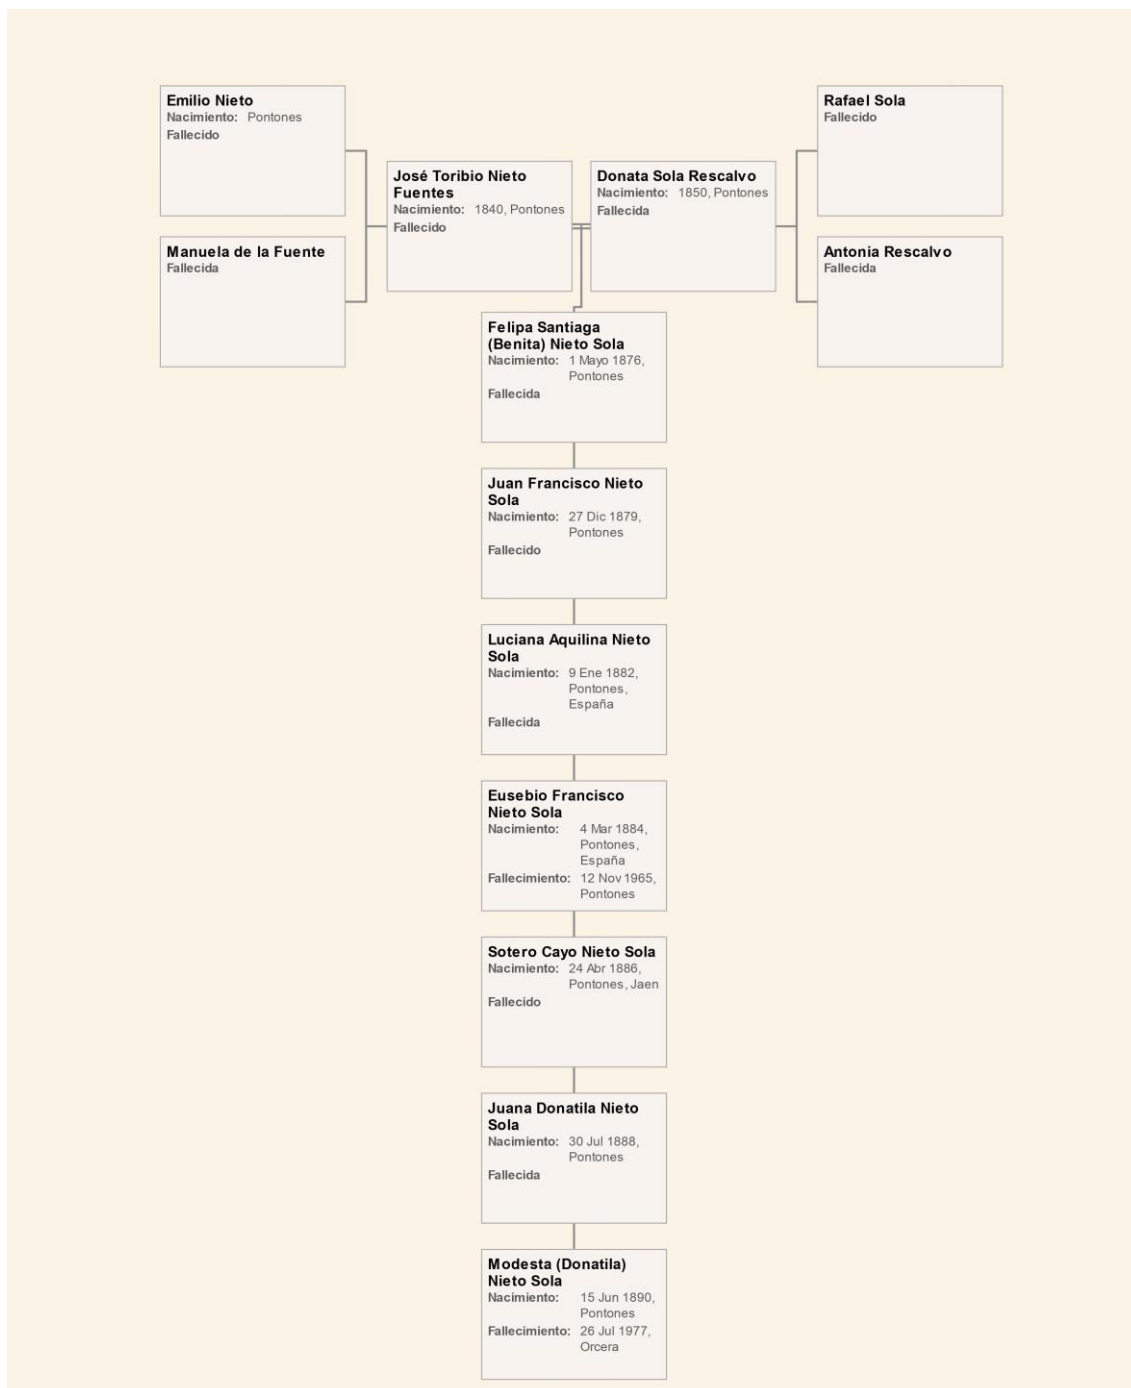 Emilio Nieto
Nacimiento: Pontones
Fallecido
Manuela de la Fuente
Fallecida
José Toribio Nieto
Fuentes
Nacimiento: 1840, Pontones
Fallecido
Donata Sola Rescalvo
Nacimiento: 1850, Pontones
Fallecida
Rafael Sola
Fallecido
Antonia Rescalvo
Fallecida
Felipa Santiaga
(Benita) Nieto Sola
Nacimiento: 1 Mayo 1876,
Pontones
Fallecida
Juan Francisco Nieto
Sola
Nacimiento: 27 Dic 1879,
Pontones
Fallecido
Luciana Aquilina Nieto
Sola
Nacimiento: 9 Ene 1882,
Pontones,
España
Fallecida
Eusebio Francisco
Nieto Sola
Nacimiento: 4 Mar 1884,
Pontones,
España
Fallecimiento: 12 Nov 1965,
Pontones
Sotero Cayo Nieto Sola
Nacimiento: 24 Abr 1886,
Pontones, Jaen
Fallecido
Juana Donatila Nieto
Sola
Nacimiento: 30 Jul 1888,
Pontones
Fallecida
Modesta (Donatila)
Nieto Sola
Nacimiento: 15 Jun 1890,
Pontones
Fallecimiento: 26 Jul 1977,
Orcera